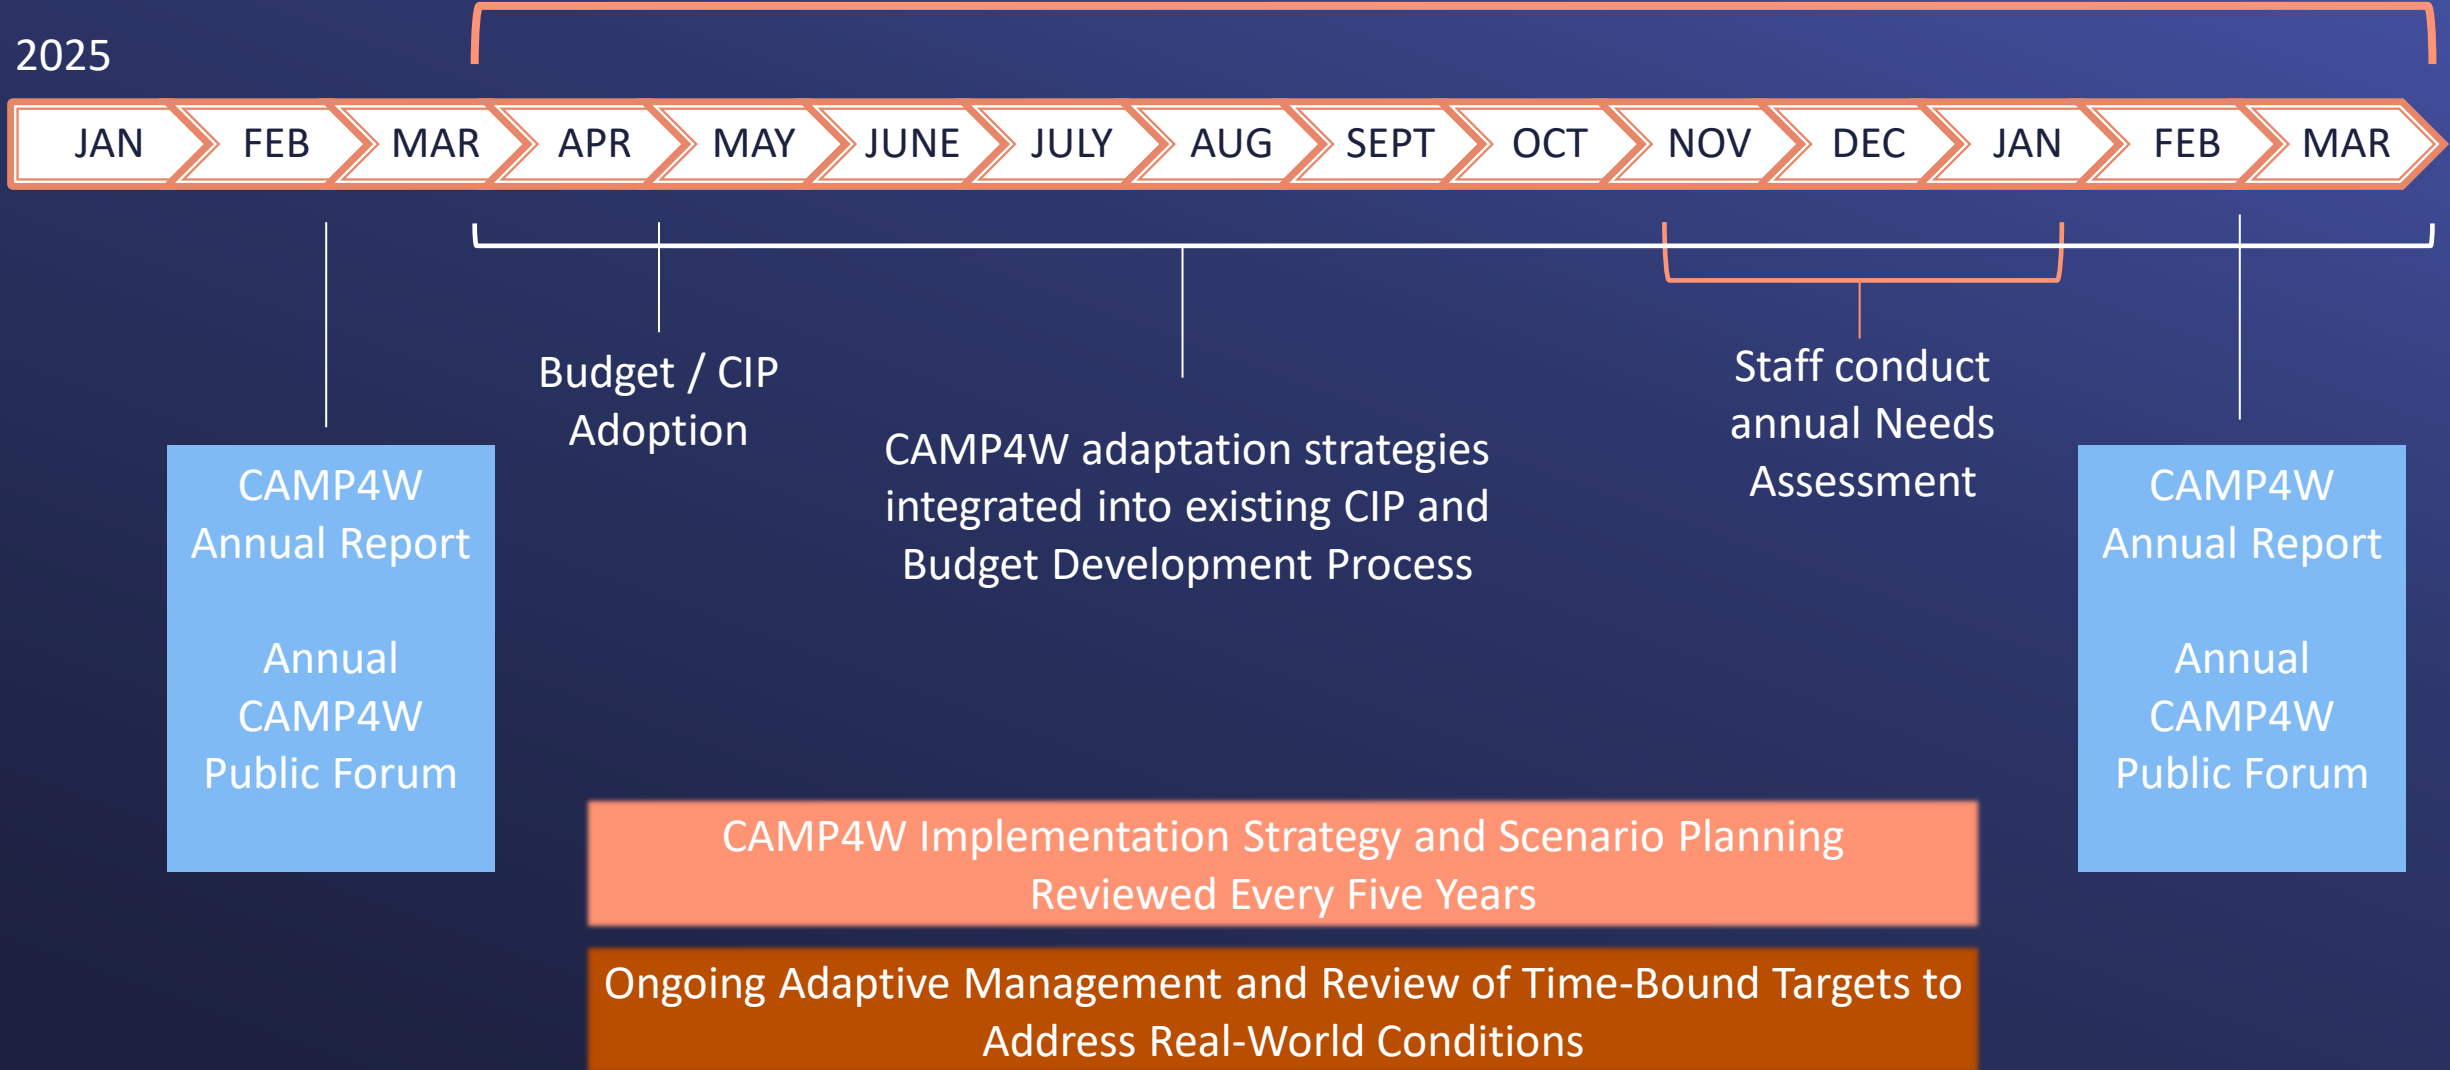 2025
JAN FEB MAR APR MAY JUNE JULY AUG SEPT OCT NOV DEC JAN FEB MAR
CAMP4W
Annual Report
Annual
CAMP4W
Public Forum
Budget / CIP
Adoption
CAMP4W adaptation strategies
integrated into existing CIP and
Budget Development Process
Staff conduct
annual Needs
Assessment
CAMP4W
Annual Report
Annual
CAMP4W
Public Forum
CAMP4W Implementation Strategy and Scenario Planning
Reviewed Every Five Years
Ongoing Adaptive Management and Review of Time-Bound Targets to
Address Real-World Conditions